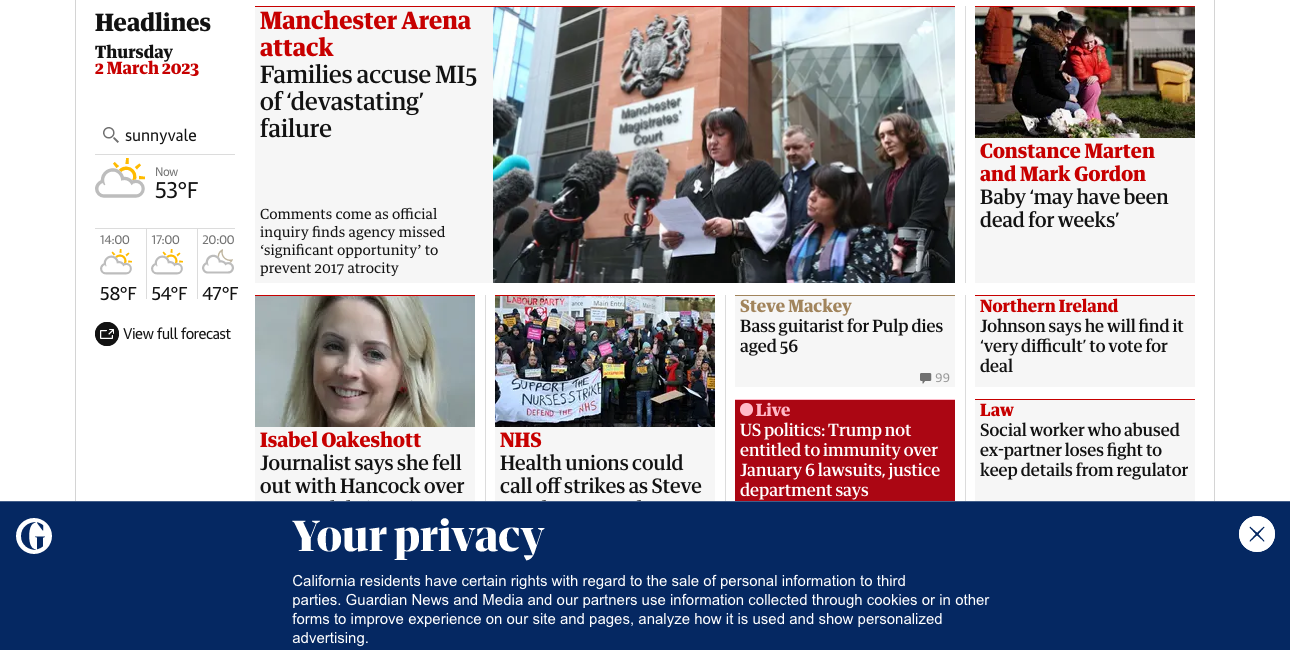 Headlines
Thursday
2 March 2023
sunnyvale
Now
53°F
14:00
17:00
20:00
58°F
54°F
47°F
View full forecast
Manchester Arena
attack
Families accuse MI5
of ‘devastating’
failure
Comments come as official
inquiry finds agency missed
‘significant opportunity’ to
prevent 2017 atrocity
Manchester
Magistrates'
Court
Constance Marten
and Mark Gordon
Baby ‘may have been
dead for weeks’
Isabel Oakeshott
Journalist says she fell
out with Hancock over
LABOUR PARTY
Main Entr
SUPPORT THE
NURSES STRIKE
DEFEND THE NHS
NHS
Health unions could
call off strikes as Steve
Steve Mackey
Bass guitarist for Pulp dies
aged 56
99
Live
US politics: Trump not
entitled to immunity over
January 6 lawsuits, justice
department says
Northern Ireland
Johnson says he will find it
‘very difficult’ to vote for
deal
Law
Social worker who abused
ex-partner loses fight to
keep details from regulator
G
Your privacy
California residents have certain rights with regard to the sale of personal information to third
parties. Guardian News and Media and our partners use information collected through cookies or in other
forms to improve experience on our site and pages, analyze how it is used and show personalized
advertising.